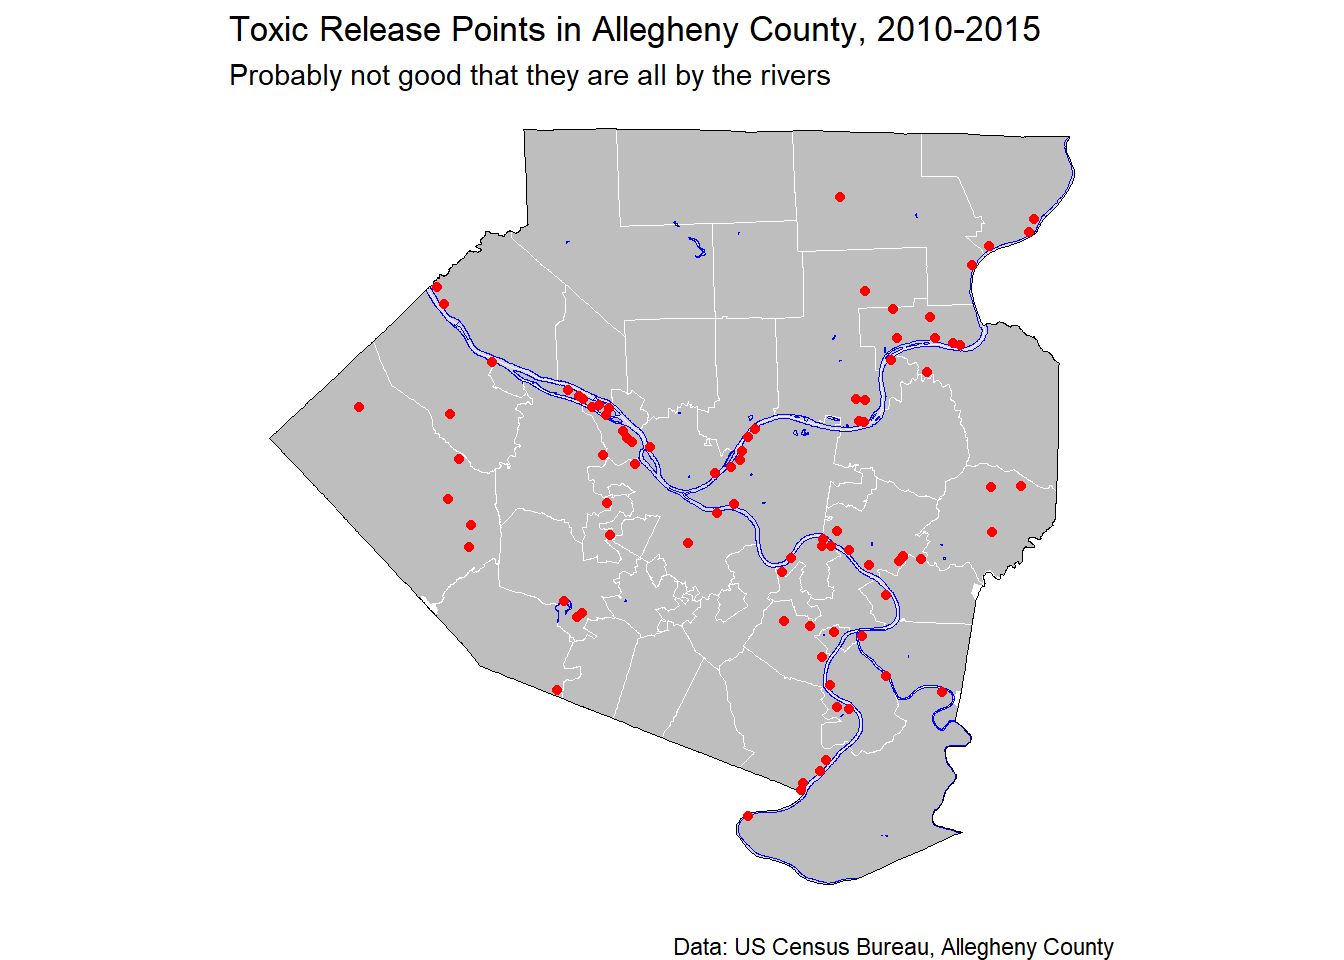 Toxic Release Points in Allegheny County, 2010-2015
Probably not good that they are all by the rivers
Data: US Census Bureau, Allegheny County